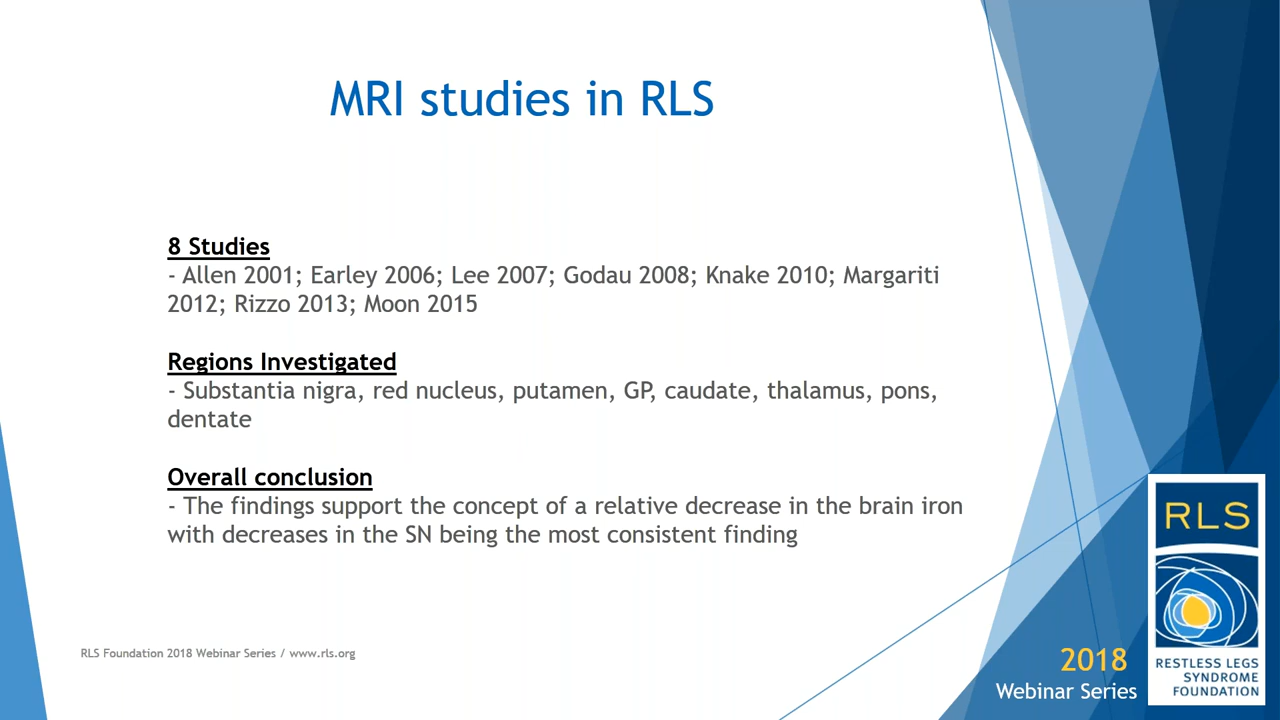 MRI studies in RLS
8 Studies
- Allen 2001; Earley 2006; Lee 2007; Godau 2008; Knake 2010; Margariti
2012; Rizzo 2013; Moon 2015
Regions Investigated
- Substantia nigra, red nucleus, putamen, GP, caudate, thalamus, pons,
dentate
Overall conclusion
- The findings support the concept of a relative decrease in the brain iron
with decreases in the SN being the most consistent finding
RLS Foundation 2018 Webinar Series / www.rls.org
2018
Webinar Series
RLS
RESTLESS LEGS
SYNDROME
FOUNDATION